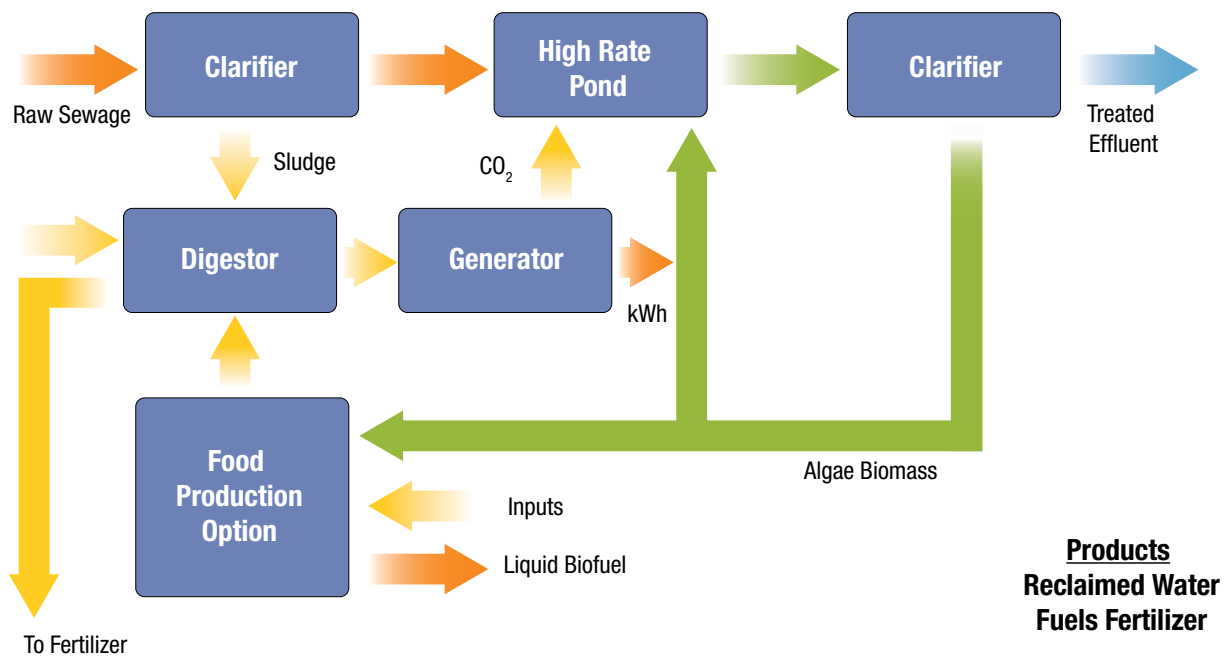 Clarifier
High Rate
Pond
Clarifier
Raw Sewage
Treated
Effluent
Sludge
CO₂
Digestor
Generator
kWh
Food
Production
Option
Algae Biomass
Inputs
Liquid Biofuel
Products
Reclaimed Water
Fuels Fertilizer
To Fertilizer